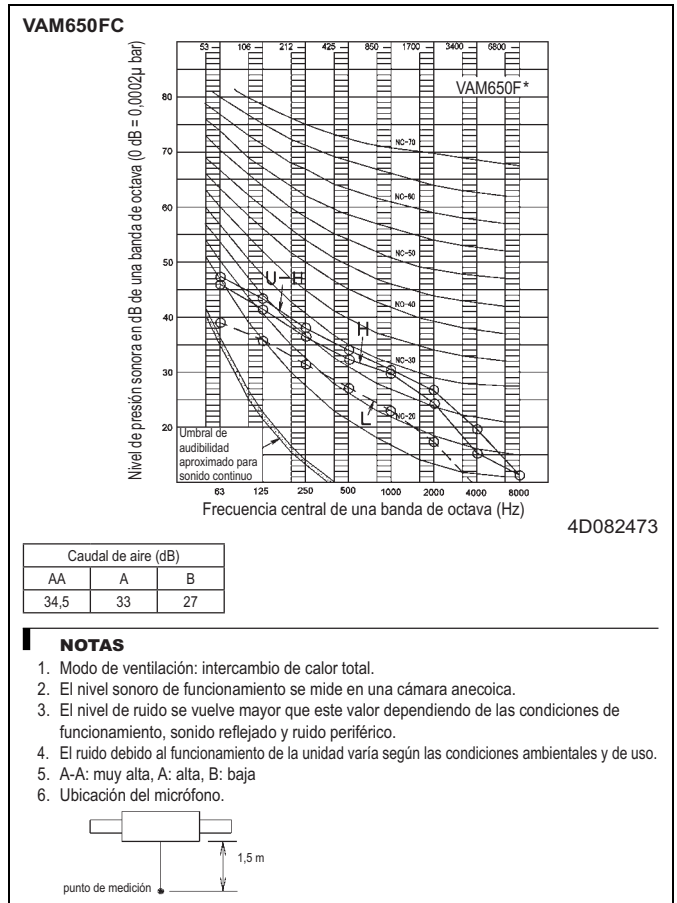 VAM650FC
Nivel de presión sonora en dB de una banda de octava (0 dB = 0,0002µ bar)
53 106 212 425 850 1700 3400 6800
VAM650F*
80
70
60
50
40
30
20
NC-70
NC-60
NC-50
NC-40
NC-30
NC-20
U-H
H
L
Umbral de
audibilidad
aproximado para
sonido continuo
63 125 250 500 1000 2000 4000 8000
Frecuencia central de una banda de octava (Hz)
4D082473
Caudal de aire (dB)
AA A B
34,5 33 27
NOTAS
1. Modo de ventilación: intercambio de calor total.
2. El nivel sonoro de funcionamiento se mide en una cámara anecoica.
3. El nivel de ruido se vuelve mayor que este valor dependiendo de las condiciones de
funcionamiento, sonido reflejado y ruido periférico.
4. El ruido debido al funcionamiento de la unidad varía según las condiciones ambientales y de uso.
5. A-A: muy alta, A: alta, B: baja
6. Ubicación del micrófono.
1,5 m
punto de medición